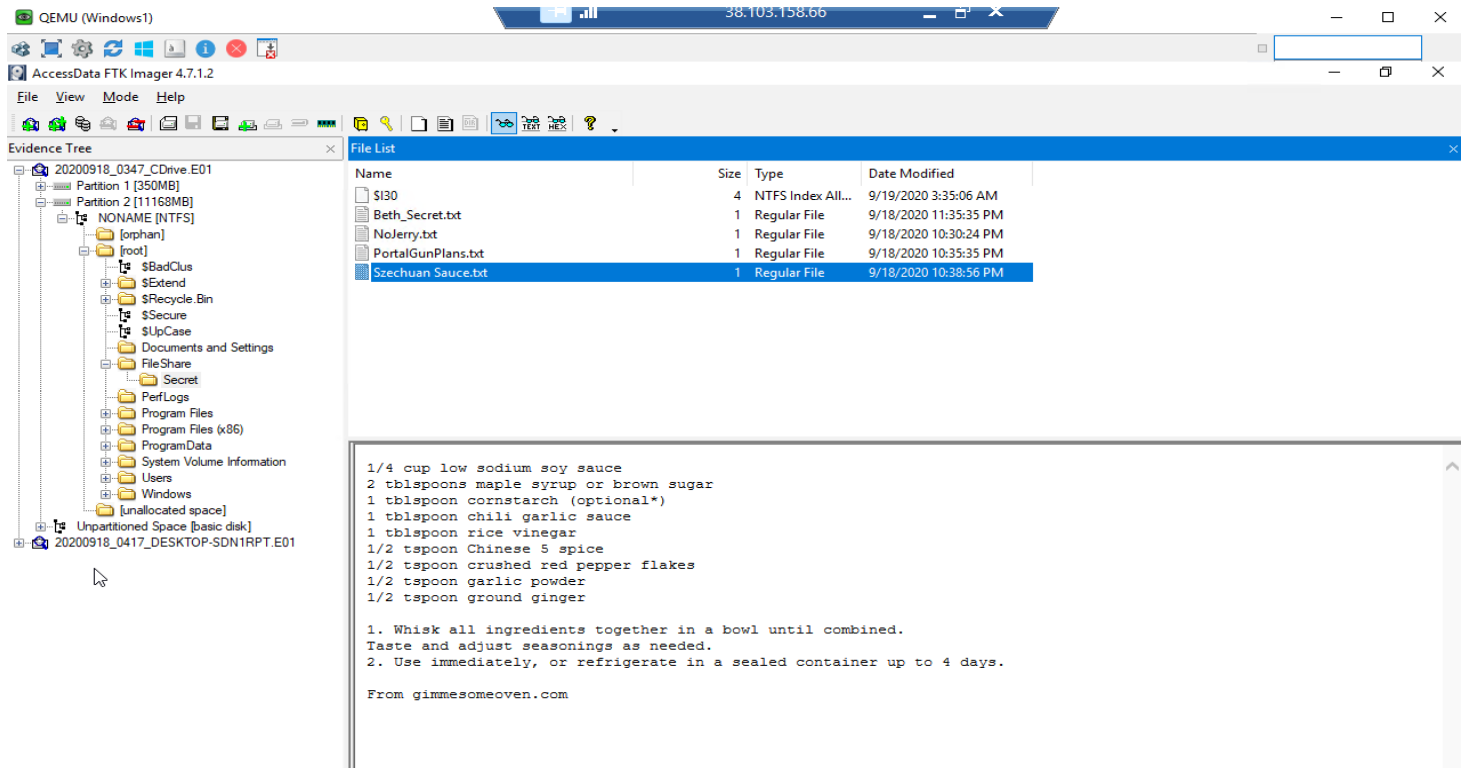 QEMU (Windows1)
38.103.158.66
AccessData FTK Imager 4.7.1.2
File View Mode Help
TEXT HEX
Evidence Tree
20200918_0347_CDrive.E01
Partition 1 [350MB]
Partition 2 [11168MB]
NONAME [NTFS]
[orphan]
[root]
$BadClus
$Extend
$Recycle.Bin
$Secure
$UpCase
Documents and Settings
FileShare
Secret
PerfLogs
Program Files
Program Files (x86)
ProgramData
System Volume Information
Users
Windows
[unallocated space]
Unpartitioned Space [basic disk]
20200918_0417_DESKTOP-SDN1RPT.E01
File List
Name Size Type Date Modified
$I30 4 NTFS Index All... 9/19/2020 3:35:06 AM
Beth_Secret.txt 1 Regular File 9/18/2020 11:35:35 PM
NoJerry.txt 1 Regular File 9/18/2020 10:30:24 PM
PortalGunPlans.txt 1 Regular File 9/18/2020 10:35:35 PM
Szechuan Sauce.txt 1 Regular File 9/18/2020 10:38:56 PM
1/4 cup low sodium soy sauce
2 tblspoons maple syrup or brown sugar
1 tblspoon cornstarch (optional*)
1 tblspoon chili garlic sauce
1 tblspoon rice vinegar
1/2 tspoon Chinese 5 spice
1/2 tspoon crushed red pepper flakes
1/2 tspoon garlic powder
1/2 tspoon ground ginger
1. Whisk all ingredients together in a bowl until combined.
Taste and adjust seasonings as needed.
2. Use immediately, or refrigerate in a sealed container up to 4 days.
From gimmesomeoven.com